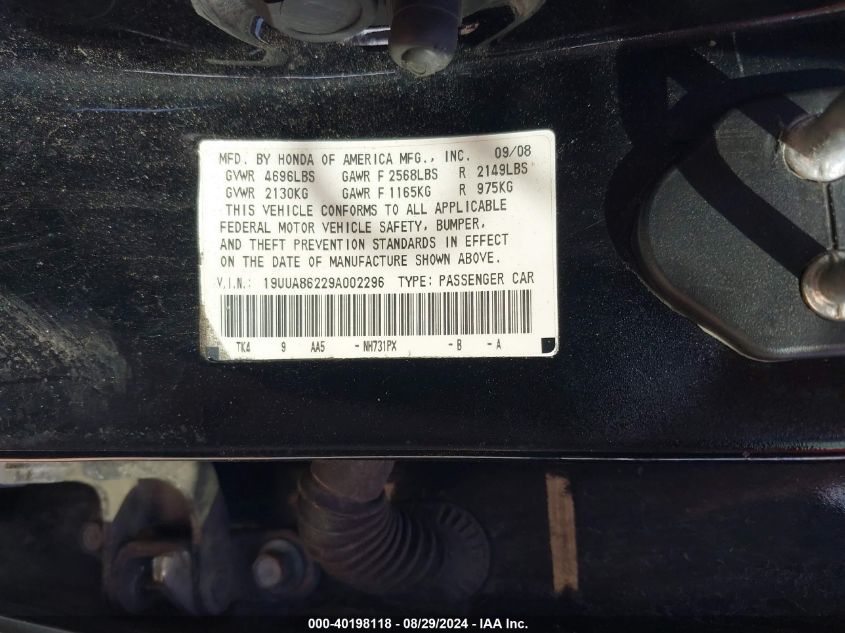 MFD. BY HONDA OF AMERICA MFG., INC. 09/08
GVWR 4696LBS GAWR F 2568LBS R 2149LBS
GVWR 2130KG GAWR F 1165KG R 975KG
THIS VEHICLE CONFORMS TO ALL APPLICABLE
FEDERAL MOTOR VEHICLE SAFETY, BUMPER,
AND THEFT PREVENTION STANDARDS IN EFFECT
ON THE DATE OF MANUFACTURE SHOWN ABOVE.
V.I.N.: 19UUA86229A002296 TYPE: PASSENGER CAR
TK4 9 AA5 -NH731PX -B -A
000-40198118 - 08/29/2024 - IAA Inc.